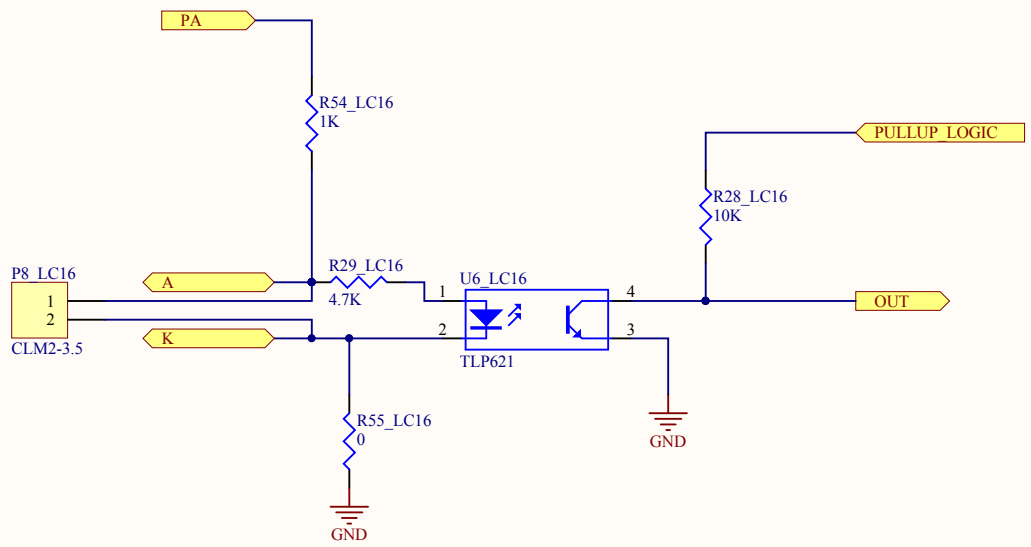 PA
R54_LC16
1K
PULLUP_LOGIC
R28_LC16
10K
P8_LC16
A
R29_LC16
U6_LC16
1
4.7K
1
4
OUT
2
K
2
3
CLM2-3.5
TLP621
R55_LC16
0
GND
GND